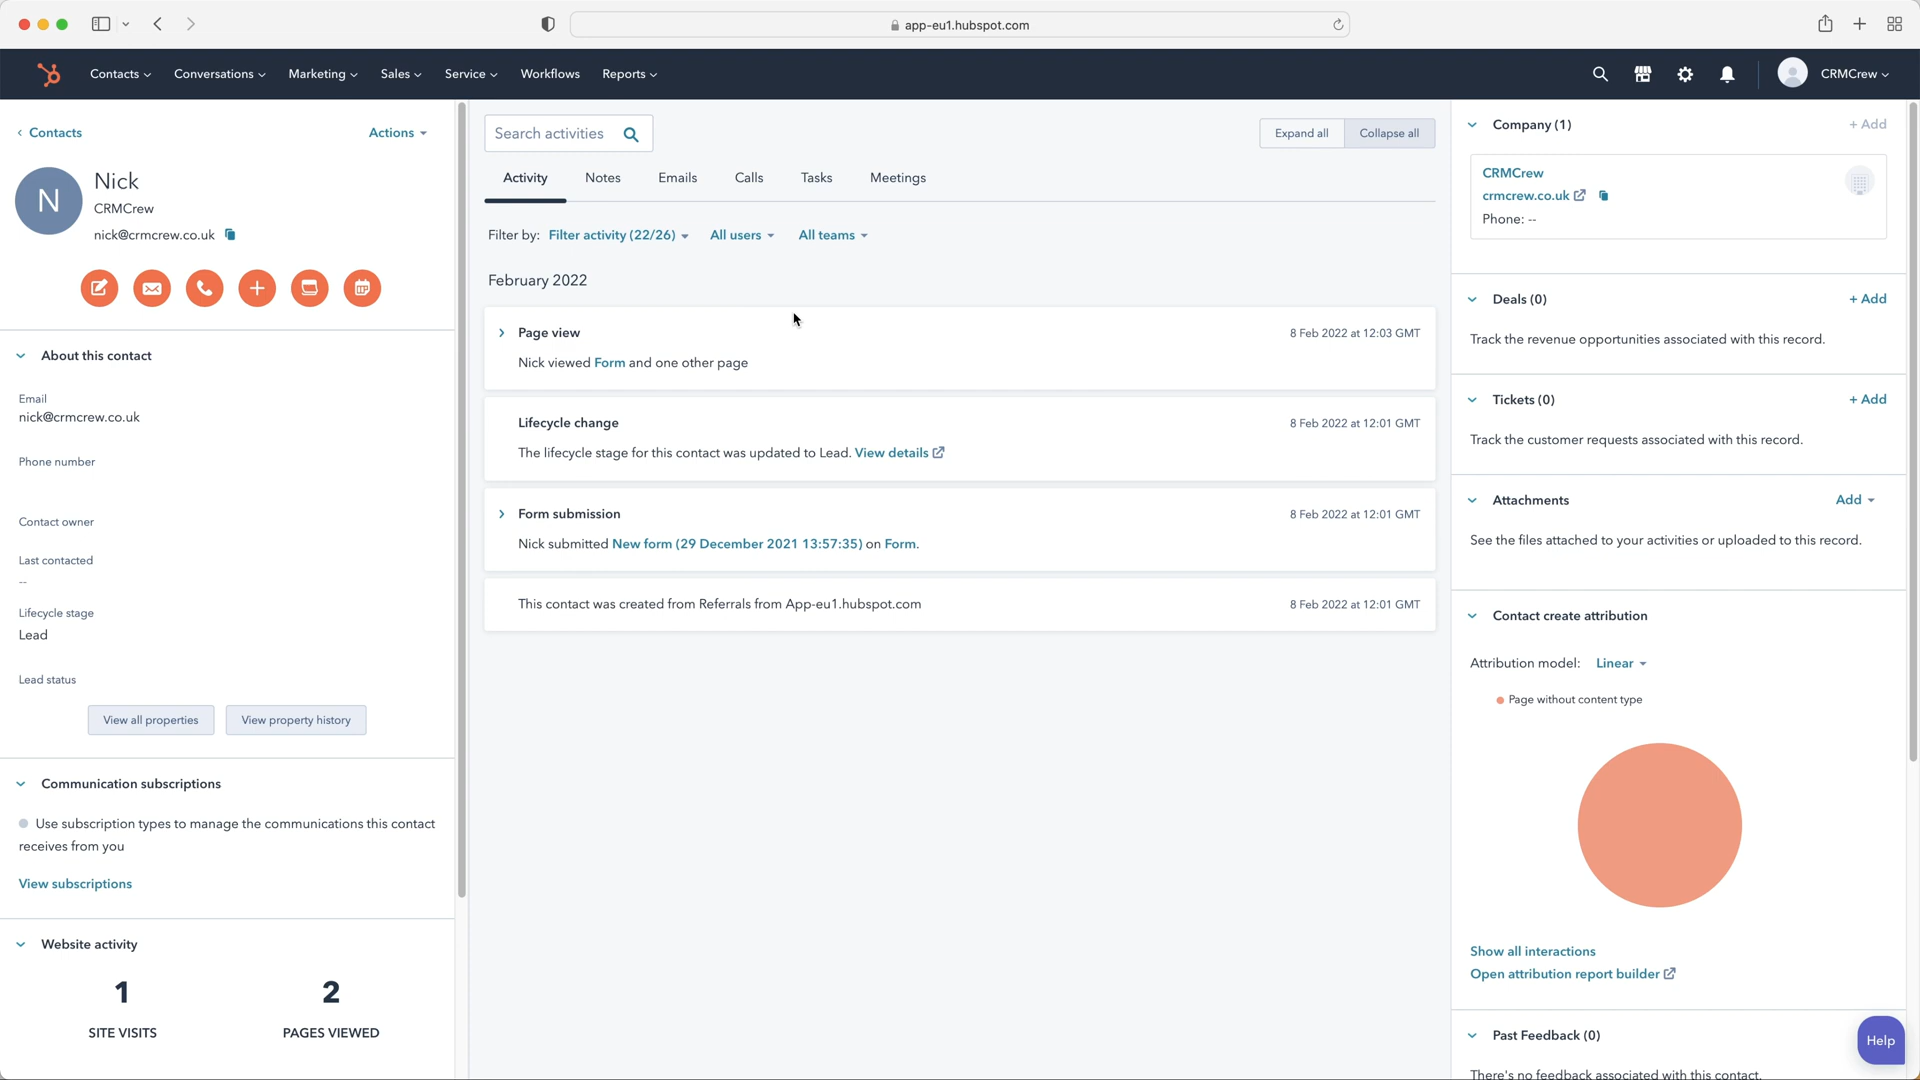 app-eu1.hubspot.com
Contacts Conversations Marketing Sales Service Workflows Reports CRMCrew
Contacts Actions
N
Nick
CRMCrew
nick@crmcrew.co.uk
About this contact
Email
nick@crmcrew.co.uk
Phone number
Contact owner
Last contacted
--
Lifecycle stage
Lead
Lead status
View all properties View property history
Communication subscriptions
Use subscription types to manage the communications this contact
receives from you
View subscriptions
Website activity
1 2
SITE VISITS PAGES VIEWED
Search activities Expand all Collapse all
Activity Notes Emails Calls Tasks Meetings
Filter by: Filter activity (22/26) All users All teams
February 2022
Page view 8 Feb 2022 at 12:03 GMT
Nick viewed Form and one other page
Lifecycle change 8 Feb 2022 at 12:01 GMT
The lifecycle stage for this contact was updated to Lead. View details
Form submission 8 Feb 2022 at 12:01 GMT
Nick submitted New form (29 December 2021 13:57:35) on Form.
This contact was created from Referrals from App-eu1.hubspot.com 8 Feb 2022 at 12:01 GMT
Company (1) + Add
CRMCrew
crmcrew.co.uk
Phone: --
Deals (0) + Add
Track the revenue opportunities associated with this record.
Tickets (0) + Add
Track the customer requests associated with this record.
Attachments Add
See the files attached to your activities or uploaded to this record.
Contact create attribution
Attribution model: Linear
Page without content type
Show all interactions
Open attribution report builder
Past Feedback (0)
There's no feedback associated with this contact.
Help